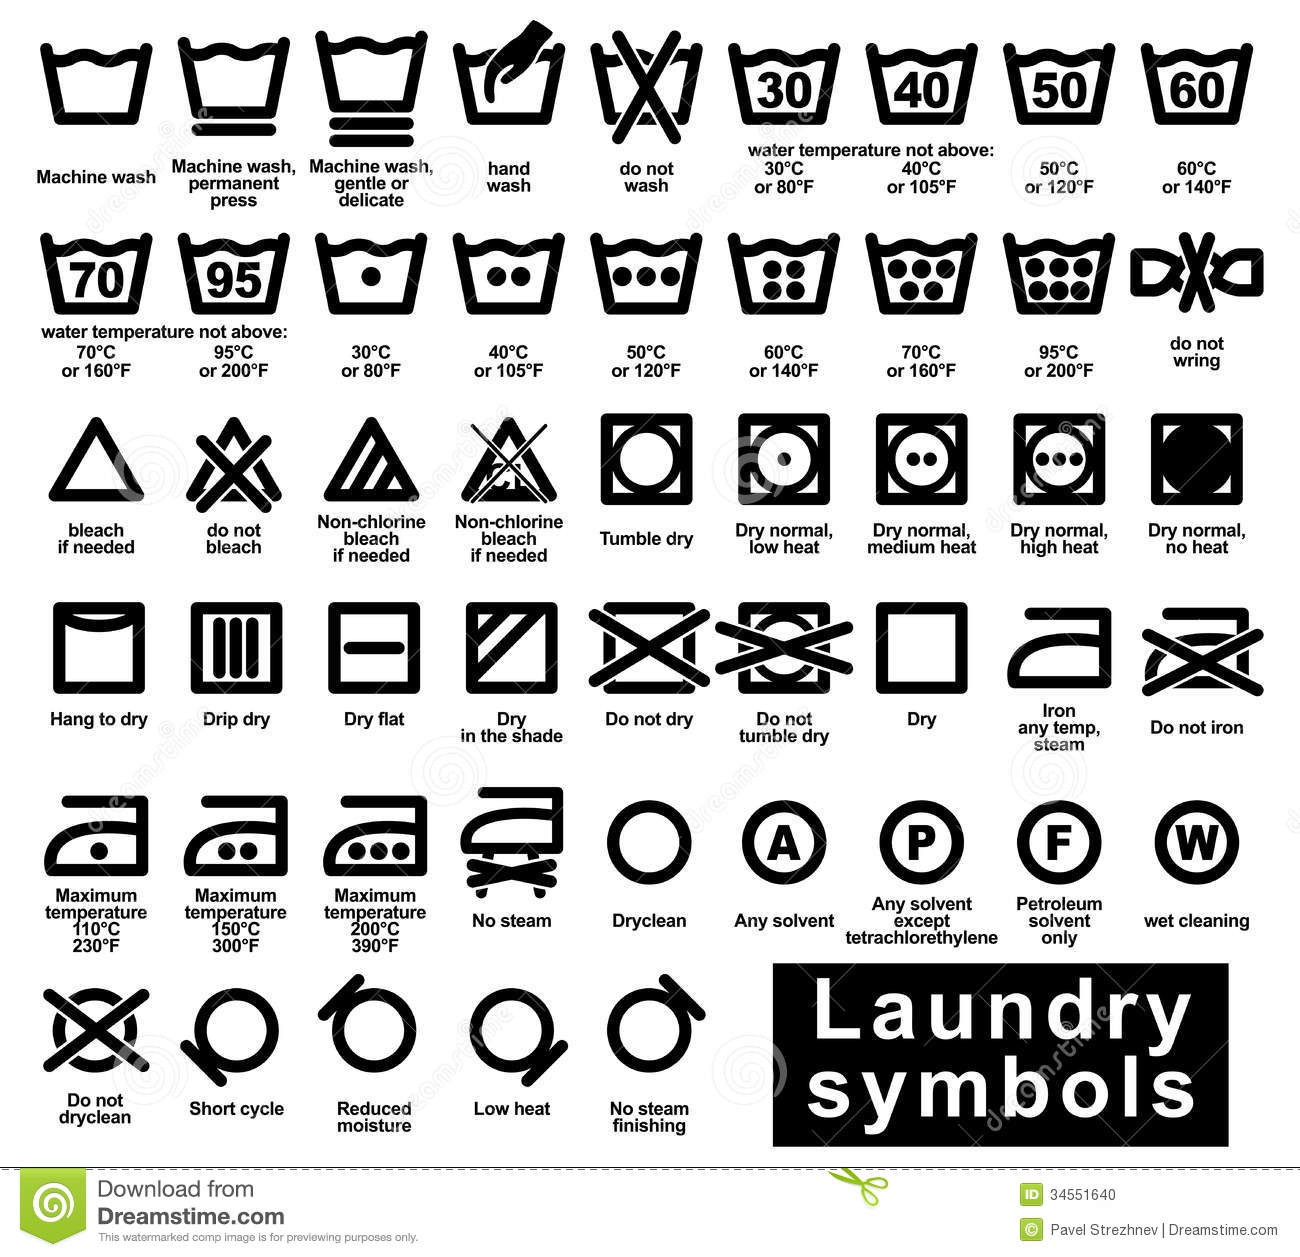 30
40
50
60
Machine wash
Machine wash,
permanent
press
Machine wash,
gentle or
delicate
hand
wash
do not
wash
water temperature not above:
30°C
or 80°F
40°C
or 105°F
50°C
or 120°F
60°C
or 140°F
70
95
water temperature not above:
70°C
or 160°F
95°C
or 200°F
30°C
or 80°F
40°C
or 105°F
50°C
or 120°F
60°C
or 140°F
70°C
or 160°F
95°C
or 200°F
do not
wring
bleach
if needed
do not
bleach
Non-chlorine
bleach
if needed
CL
Non-chlorine
bleach
if needed
Tumble dry
Dry normal,
low heat
Dry normal,
medium heat
Dry normal,
high heat
Dry normal,
no heat
Hang to dry
Drip dry
Dry flat
Dry
in the shade
Do not dry
Do not
tumble dry
Dry
Iron
any temp,
steam
Do not iron
Maximum
temperature
110°C
230°F
Maximum
temperature
150°C
300°F
Maximum
temperature
200°C
390°F
No steam
Dryclean
A
Any solvent
P
Any solvent
except
tetrachlorethylene
F
Petroleum
solvent
only
W
wet cleaning
Do not
dryclean
Short cycle
Reduced
moisture
Low heat
No steam
finishing
Laundry
symbols
Download from
Dreamstime.com
This watermarked comp image is for previewing purposes only.
ID 34551640
© Pavel Strezhnev | Dreamstime.com